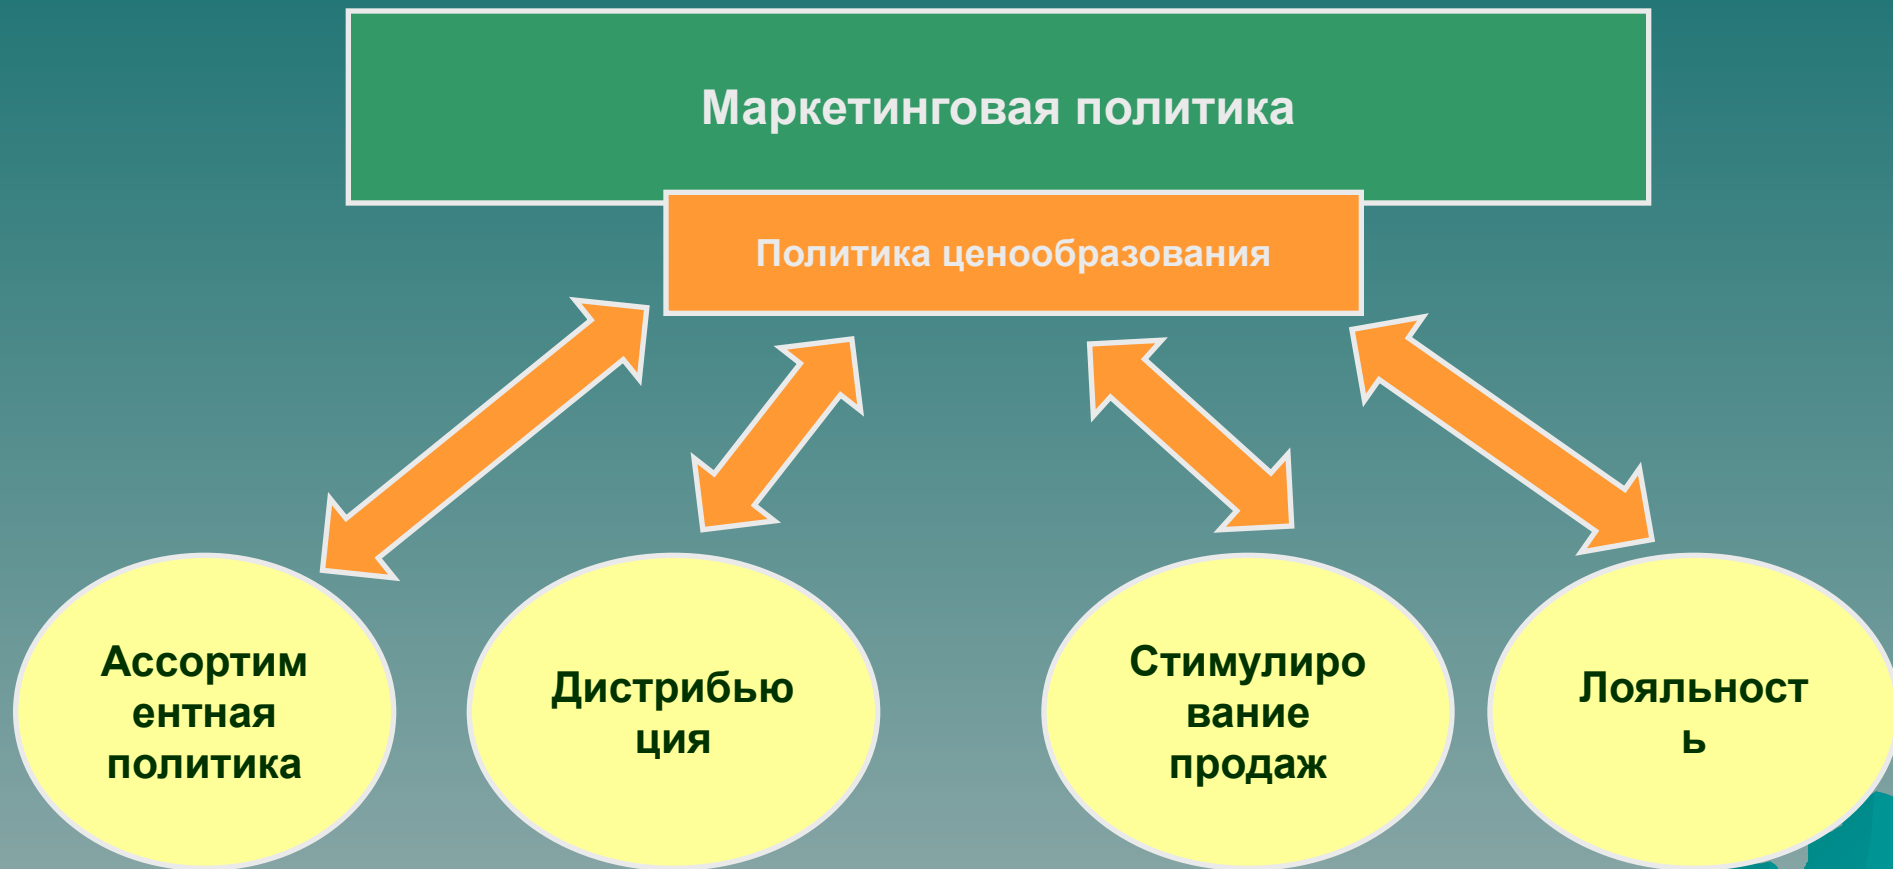 Маркетинговая политика
Политика ценообразования
Ассортим
ентная
политика
Дистрибью
ция
Стимулиро
вание
продаж
Лояльност
ь